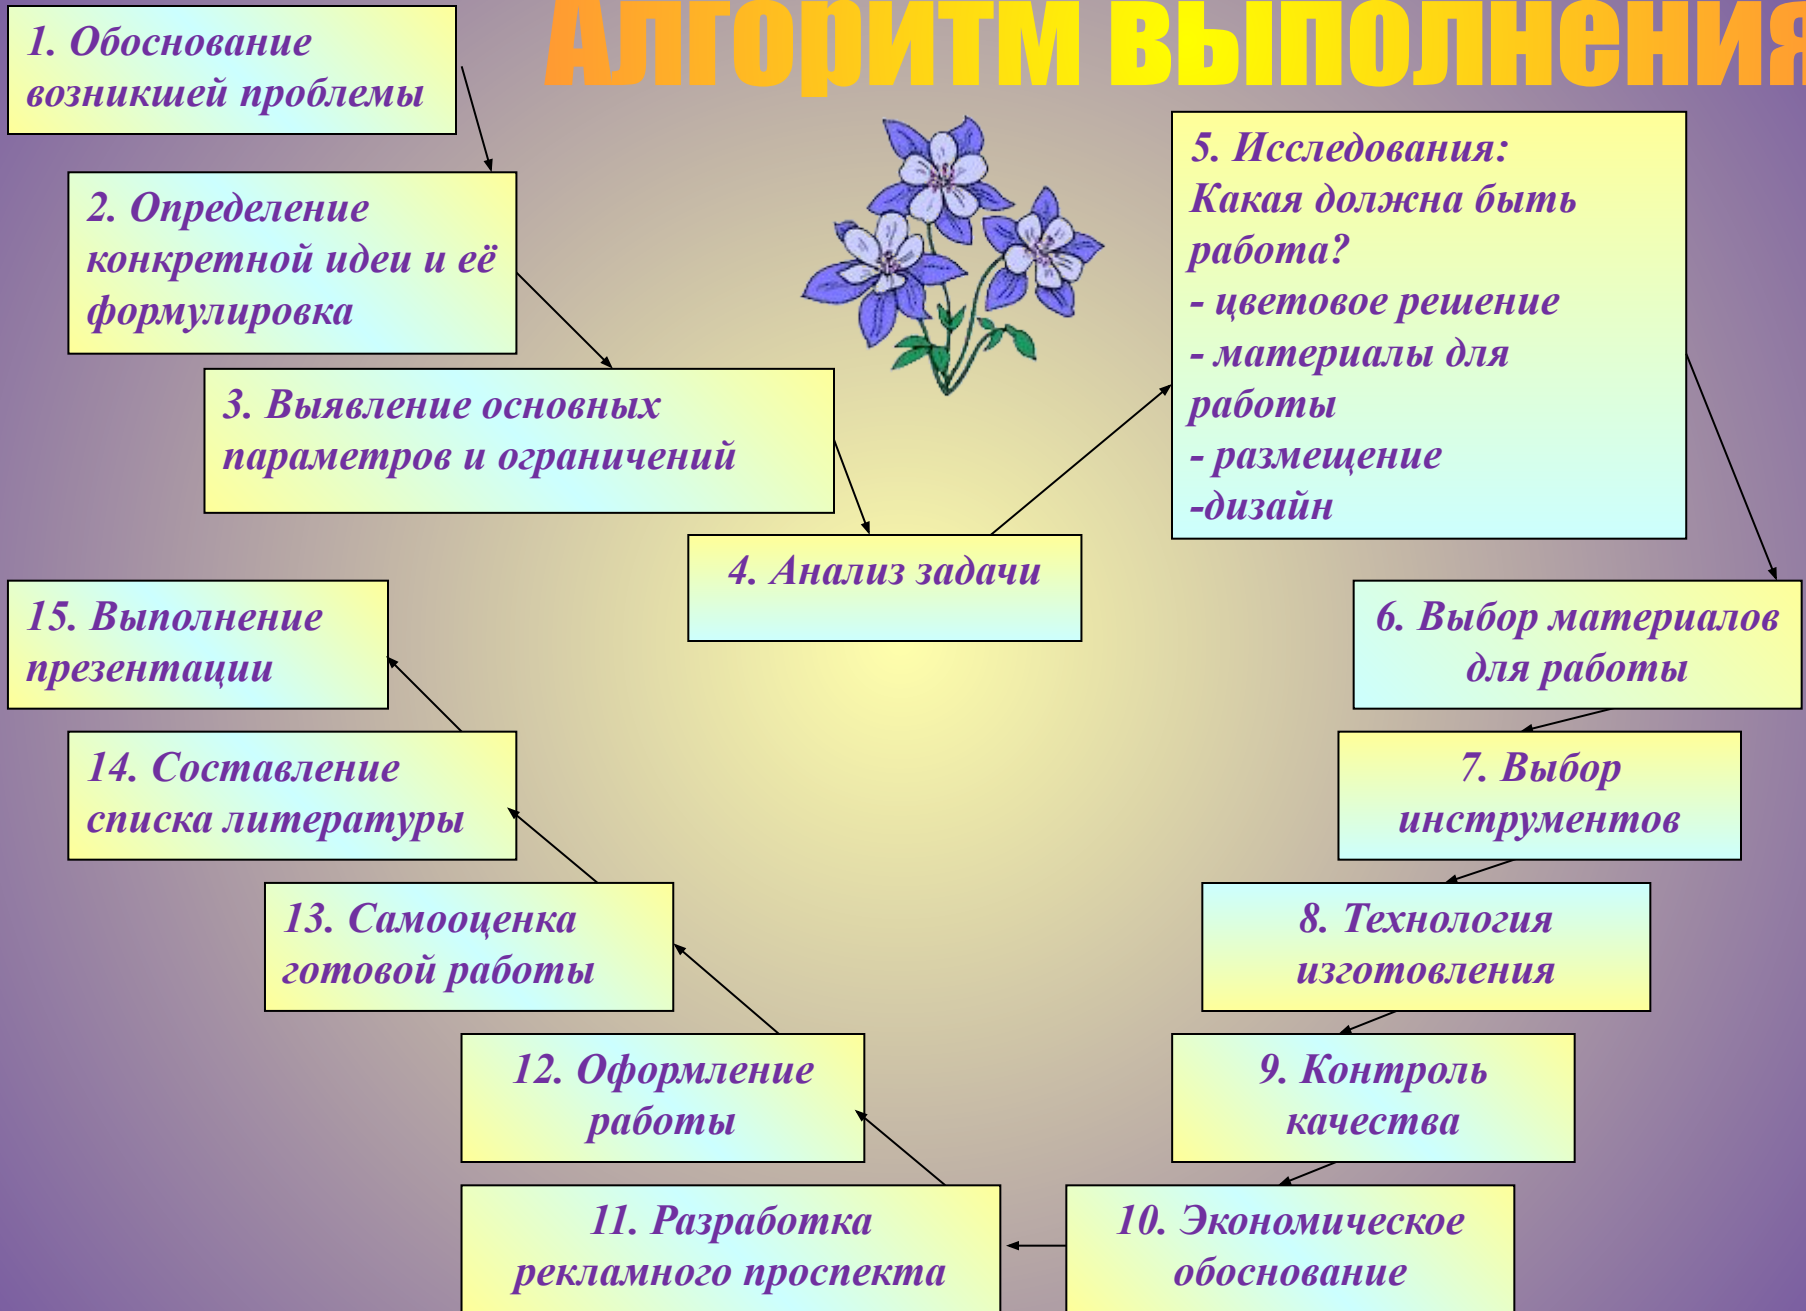 Алгоритм выполнения
1. Обоснование
возникшей проблемы
2. Определение
конкретной идеи и её
формулировка
3. Выявление основных
параметров и ограничений
4. Анализ задачи
5. Исследования:
Какая должна быть
работа?
- цветовое решение
- материалы для
работы
- размещение
-дизайн
6. Выбор материалов
для работы
7. Выбор
инструментов
8. Технология
изготовления
9. Контроль
качества
10. Экономическое
обоснование
11. Разработка
рекламного проспекта
12. Оформление
работы
13. Самооценка
готовой работы
14. Составление
списка литературы
15. Выполнение
презентации